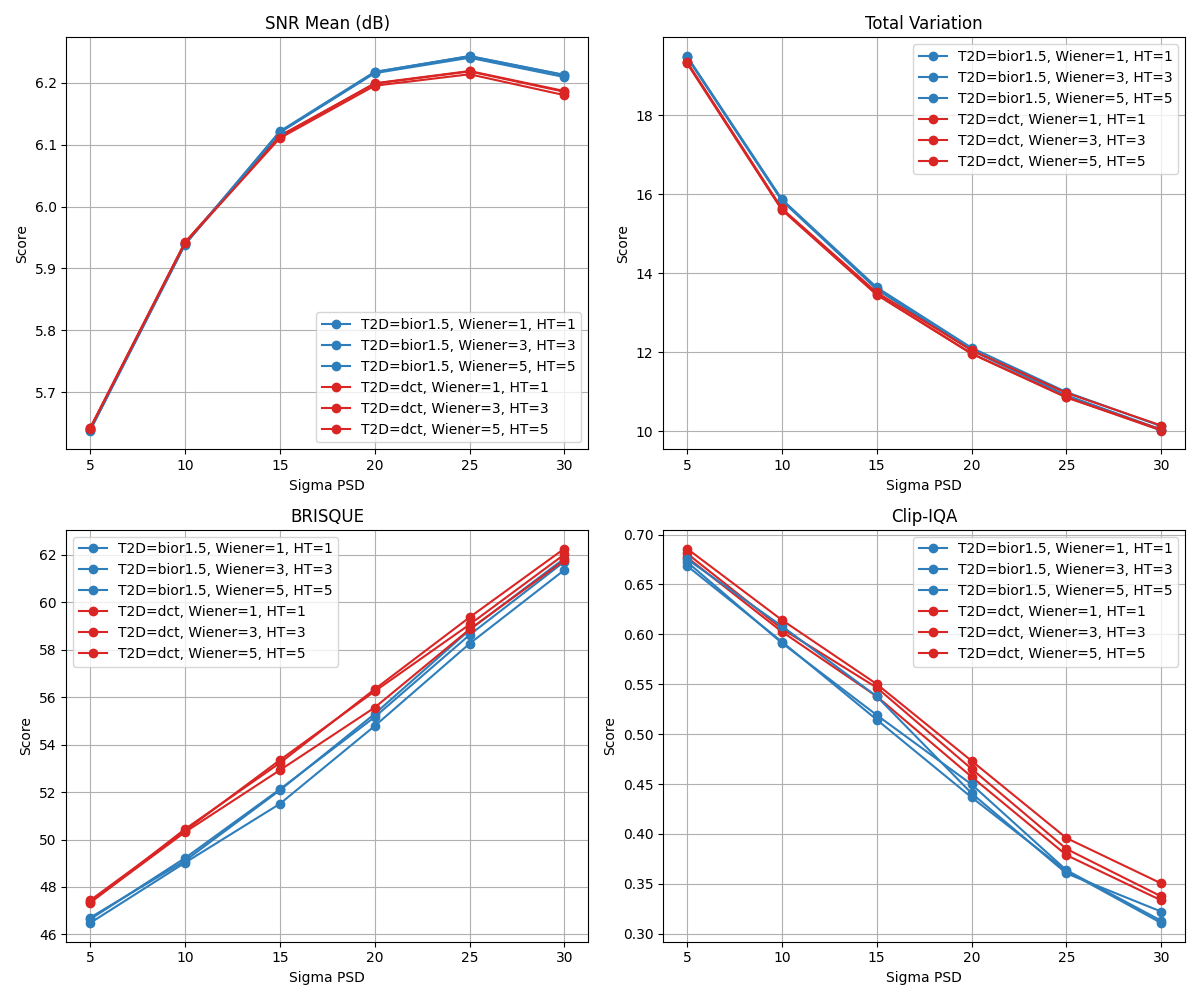 SNR Mean (dB)
Score
6.2
6.1
6.0
5.9
5.8
5.7
T2D=bior1.5, Wiener=1, HT=1
T2D=bior1.5, Wiener=3, HT=3
T2D=bior1.5, Wiener=5, HT=5
T2D=dct, Wiener=1, HT=1
T2D=dct, Wiener=3, HT=3
T2D=dct, Wiener=5, HT=5
5 10 15 20 25 30
Sigma PSD
Total Variation
Score
18
16
14
12
10
T2D=bior1.5, Wiener=1, HT=1
T2D=bior1.5, Wiener=3, HT=3
T2D=bior1.5, Wiener=5, HT=5
T2D=dct, Wiener=1, HT=1
T2D=dct, Wiener=3, HT=3
T2D=dct, Wiener=5, HT=5
5 10 15 20 25 30
Sigma PSD
BRISQUE
Score
62
60
58
56
54
52
50
48
46
T2D=bior1.5, Wiener=1, HT=1
T2D=bior1.5, Wiener=3, HT=3
T2D=bior1.5, Wiener=5, HT=5
T2D=dct, Wiener=1, HT=1
T2D=dct, Wiener=3, HT=3
T2D=dct, Wiener=5, HT=5
5 10 15 20 25 30
Sigma PSD
Clip-IQA
Score
0.70
0.65
0.60
0.55
0.50
0.45
0.40
0.35
0.30
T2D=bior1.5, Wiener=1, HT=1
T2D=bior1.5, Wiener=3, HT=3
T2D=bior1.5, Wiener=5, HT=5
T2D=dct, Wiener=1, HT=1
T2D=dct, Wiener=3, HT=3
T2D=dct, Wiener=5, HT=5
5 10 15 20 25 30
Sigma PSD